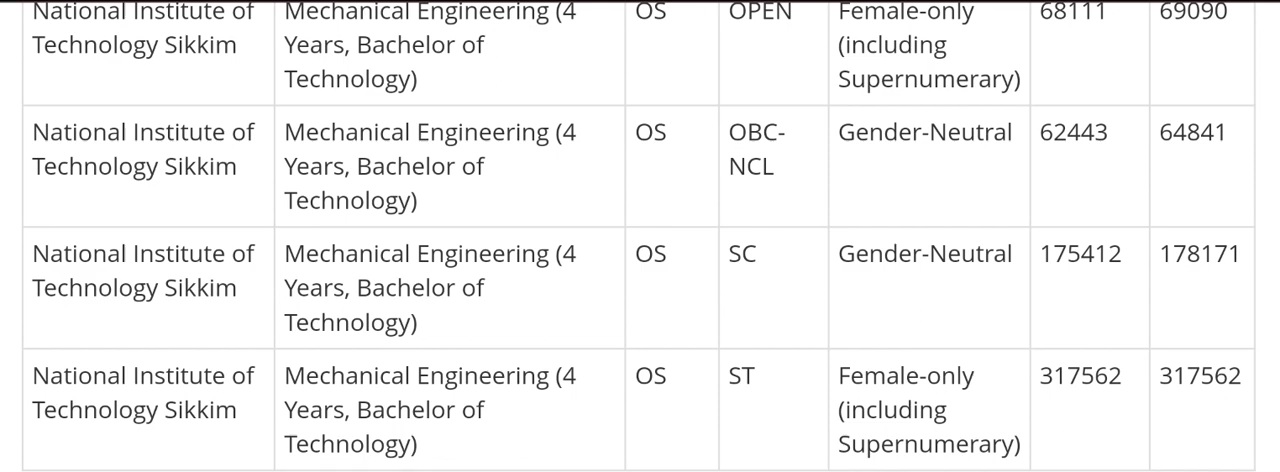 National Institute of Mechanical Engineering (4 OS OPEN Female-only 68111 69090
Technology Sikkim Years, Bachelor of (including
Technology) Supernumerary)
National Institute of Mechanical Engineering (4 OS OBC- Gender-Neutral 62443 64841
Technology Sikkim Years, Bachelor of NCL
Technology)
National Institute of Mechanical Engineering (4 OS SC Gender-Neutral 175412 178171
Technology Sikkim Years, Bachelor of
Technology)
National Institute of Mechanical Engineering (4 OS ST Female-only 317562 317562
Technology Sikkim Years, Bachelor of (including
Technology) Supernumerary)